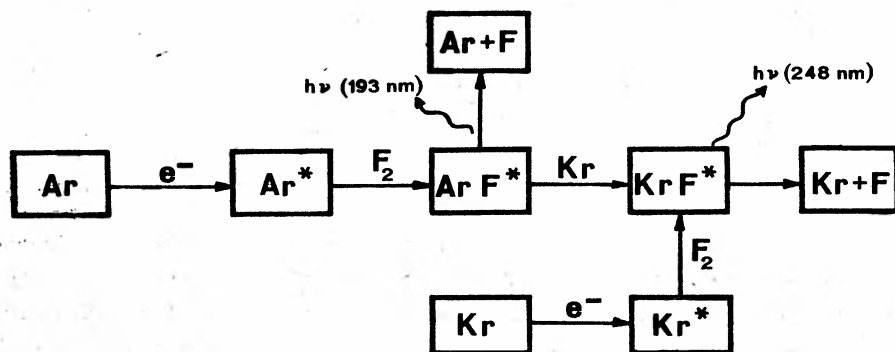 Ar+F
hν (193 nm)
hν (248 nm)
Ar
e⁻
Ar*
F₂
ArF*
Kr
KrF*
Kr+F
F₂
Kr
e⁻
Kr*